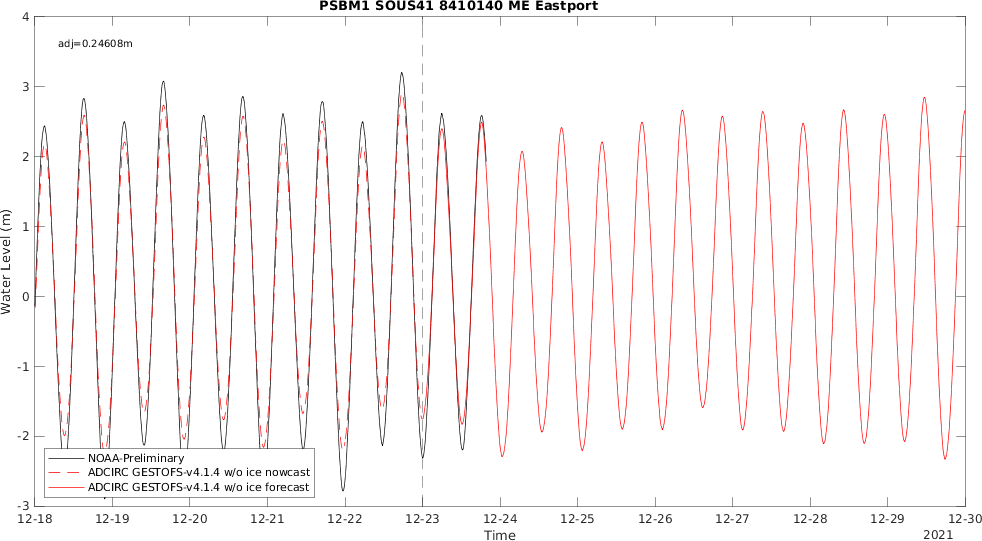 PSBM1 SOUS41 8410140 ME Eastport
adj=0.24608m
4
3
2
1
0
-1
-2
-3
Water Level (m)
NOAA-Preliminary
ADCIRC GESTOFS-v4.1.4 w/o ice nowcast
ADCIRC GESTOFS-v4.1.4 w/o ice forecast
12-18 12-19 12-20 12-21 12-22 12-23 12-24 12-25 12-26 12-27 12-28 12-29 12-30
Time
2021